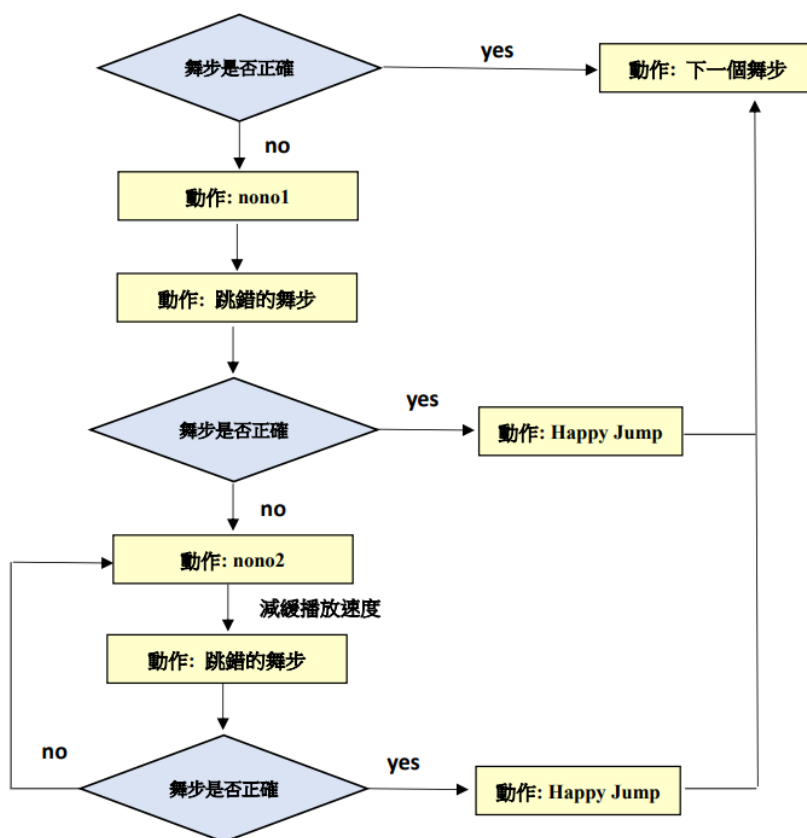 舞步是否正確
yes
動作: 下一個舞步
no
動作: nono1
動作: 跳錯的舞步
舞步是否正確
yes
動作: Happy Jump
no
動作: nono2
減緩播放速度
動作: 跳錯的舞步
no
舞步是否正確
yes
動作: Happy Jump